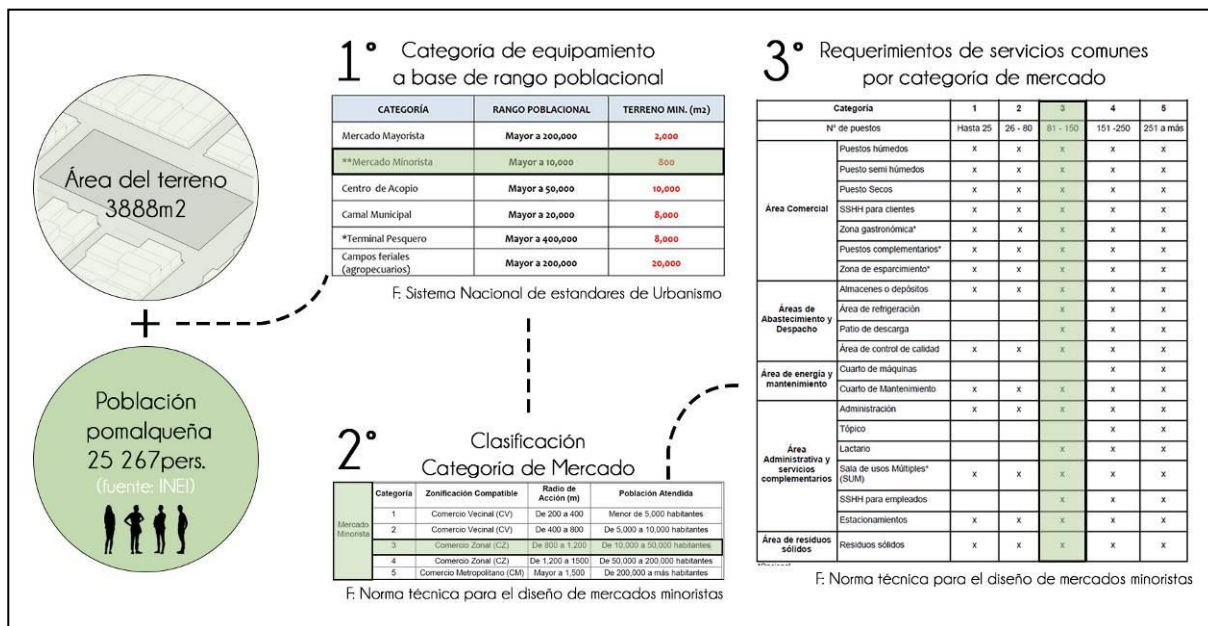 Área del terreno
3888m2
+
Población
pomalqueña
25 267pers.
(fuente: INEI)
1° Categoría de equipamiento
a base de rango poblacional
CATEGORÍA RANGO POBLACIONAL TERRENO MIN. (m2)
Mercado Mayorista Mayor a 200,000 2,000
**Mercado Minorista Mayor a 10,000 800
Centro de Acopio Mayor a 50,000 10,000
Camal Municipal Mayor a 20,000 8,000
*Terminal Pesquero Mayor a 400,000 8,000
Campos feriales
(agropecuarios) Mayor a 200,000 20,000
F: Sistema Nacional de estandares de Urbanismo
2° Clasificación
Categoría de Mercado
Mercado
Minorista
Categoría Zonificación Compatible Radio de
Acción (m) Población Atendida
1 Comercio Vecinal (CV) De 200 a 400 Menor de 5,000 habitantes
2 Comercio Vecinal (CV) De 400 a 800 De 5,000 a 10,000 habitantes
3 Comercio Zonal (CZ) De 800 a 1,200 De 10,000 a 50,000 habitantes
4 Comercio Zonal (CZ) De 1,200 a 1500 De 50,000 a 200,000 habitantes
5 Comercio Metropolitano (CM) Mayor a 1,500 De 200,000 a más habitantes
F: Norma técnica para el diseño de mercados minoristas
3° Requerimientos de servicios comunes
por categoría de mercado
Categoría 1 2 3 4 5
N° de puestos Hasta 25 26 - 80 81 - 150 151 -250 251 a más
Área Comercial
Puestos húmedos x x x x x
Puesto semi húmedos x x x x x
Puesto Secos x x x x x
SSHH para clientes x x x x x
Zona gastronómica* x x x x x
Puestos complementarios* x x x x x
Zona de esparcimiento* x x x x x
Áreas de
Abastecimiento y
Despacho
Almacenes o depósitos x x x x x
Área de refrigeración x x x
Patio de descarga x x x
Área de control de calidad x x x x x
Área de energía y
mantenimiento
Cuarto de máquinas x x
Cuarto de Mantenimiento x x x x x
Área
Administrativa y
servicios
complementarios
Administración x x x x x
Tópico x x
Lactario x x x
Sala de usos Múltiples*
(SUM) x x x x x
SSHH para empleados x x x
Estacionamientos x x x x x
Área de residuos
sólidos
Residuos sólidos x x x x x
F: Norma técnica para el diseño de mercados minoristas